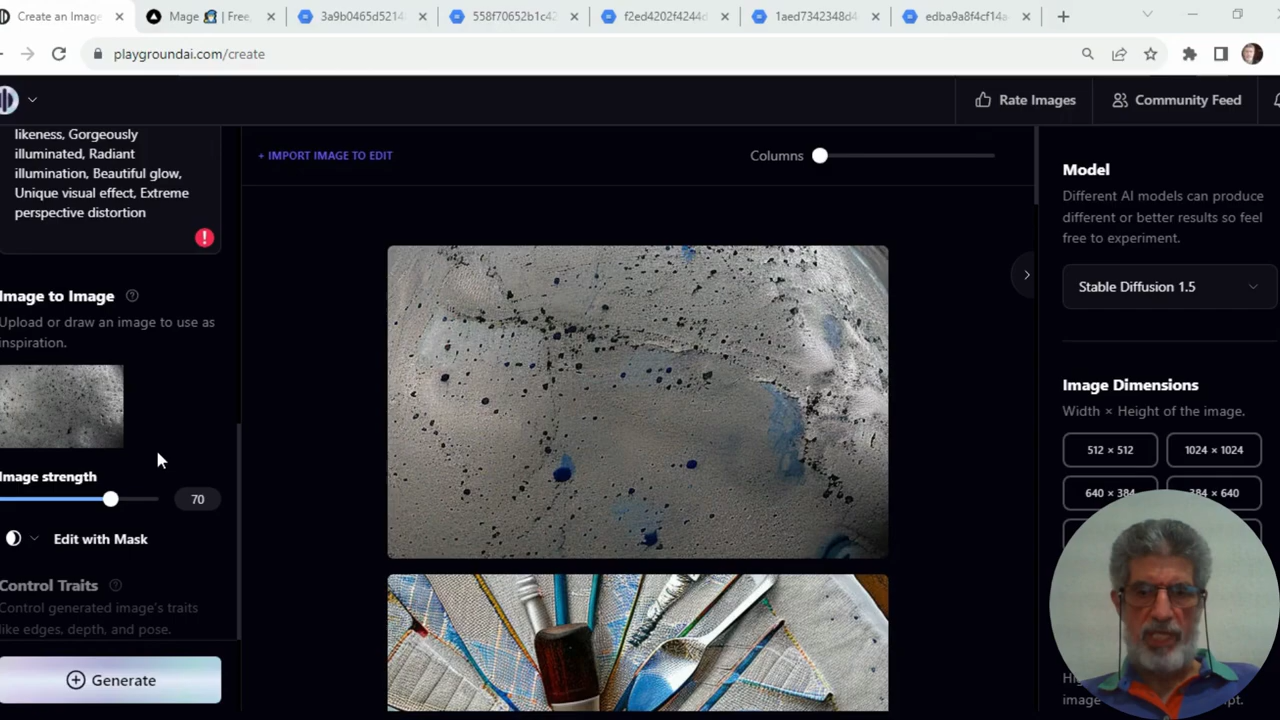 Create an Image
Mage
Free
3a9b0465d5214
558f70652b1c42
f2ed4202f4244d
1aed7342348d4
edba9a8f4cf14a
playgroundai.com/create
Rate Images
Community Feed
likeness, Gorgeously
illuminated, Radiant
illumination, Beautiful glow,
Unique visual effect, Extreme
perspective distortion
Image to Image
Upload or draw an image to use as
inspiration.
Image strength
70
Edit with Mask
Control Traits
Control generated image's traits
like edges, depth, and pose.
Generate
+ IMPORT IMAGE TO EDIT
Columns
Model
Different AI models can produce
different or better results so feel
free to experiment.
Stable Diffusion 1.5
Image Dimensions
Width × Height of the image.
512 × 512
1024 × 1024
640 × 384
384 × 640
image